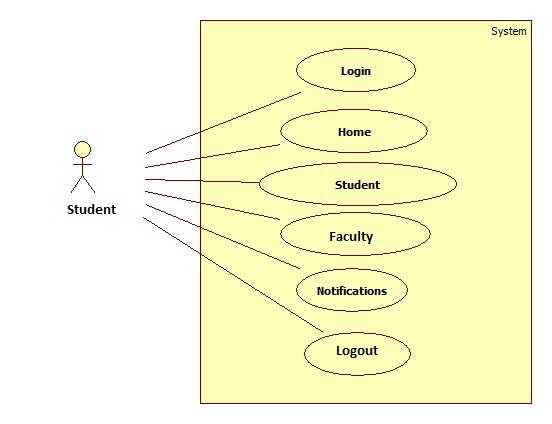 System
Login
Home
Student
Student
Faculty
Notifications
Logout